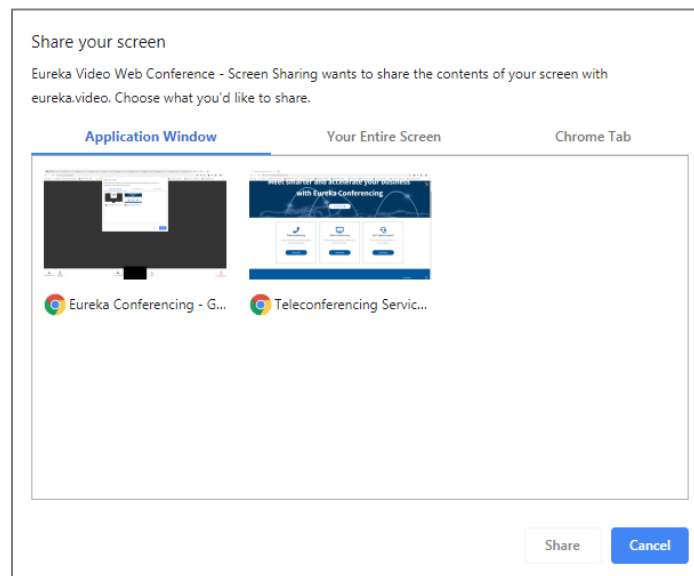 Share your screen
Eureka Video Web Conference - Screen Sharing wants to share the contents of your screen with
eureka.video. Choose what you'd like to share.
Application Window Your Entire Screen Chrome Tab
Meet smarter and accelerate your business
with Eureka Conferencing
Eureka Conferencing - G... Teleconferencing Servic...
Share Cancel